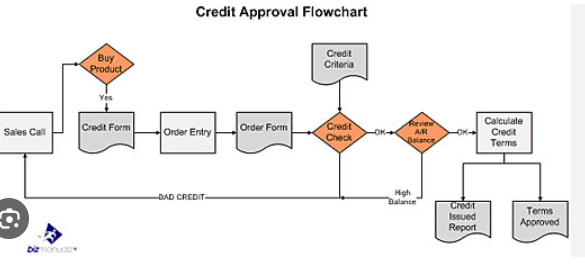 Credit Approval Flowchart
Buy
Product
Yes
Credit
Criteria
Sales Call
Credit Form
Order Entry
Order Form
Credit
Check
OK
Review
A/R
Balance
OK
Calculate
Credit
Terms
BAD CREDIT
High
Balance
Credit
Issued
Report
Terms
Approved
bizmanualz